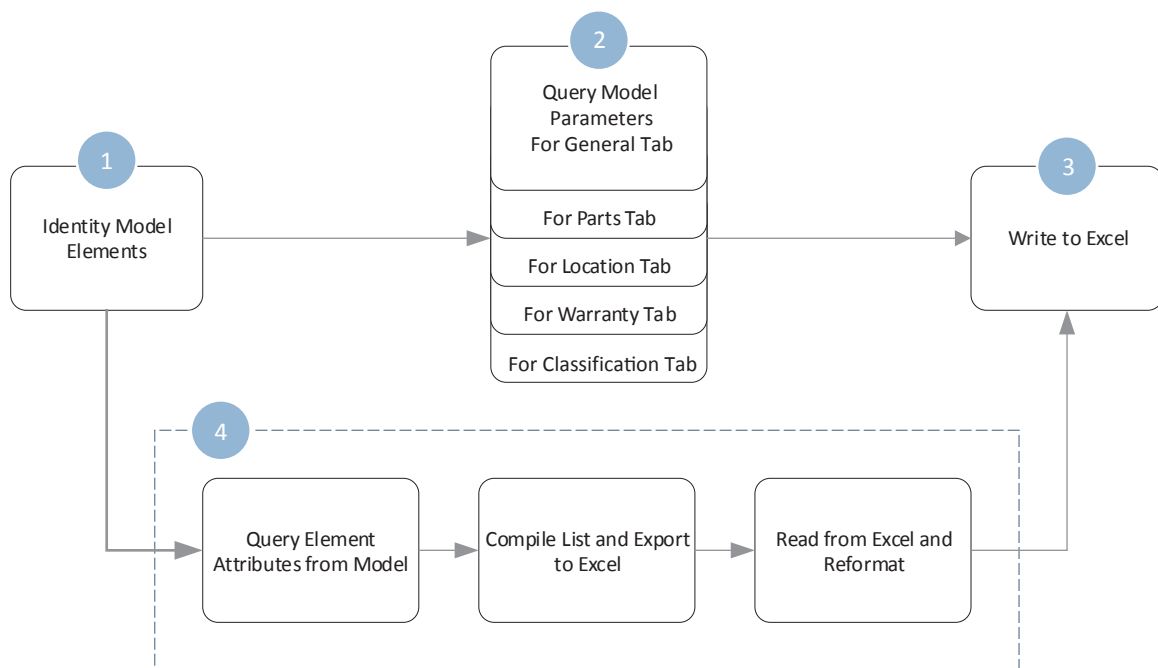 1
Identity Model
Elements
2
Query Model
Parameters
For General Tab
For Parts Tab
For Location Tab
For Warranty Tab
For Classification Tab
3
Write to Excel
4
Query Element
Attributes from Model
Compile List and Export
to Excel
Read from Excel and
Reformat